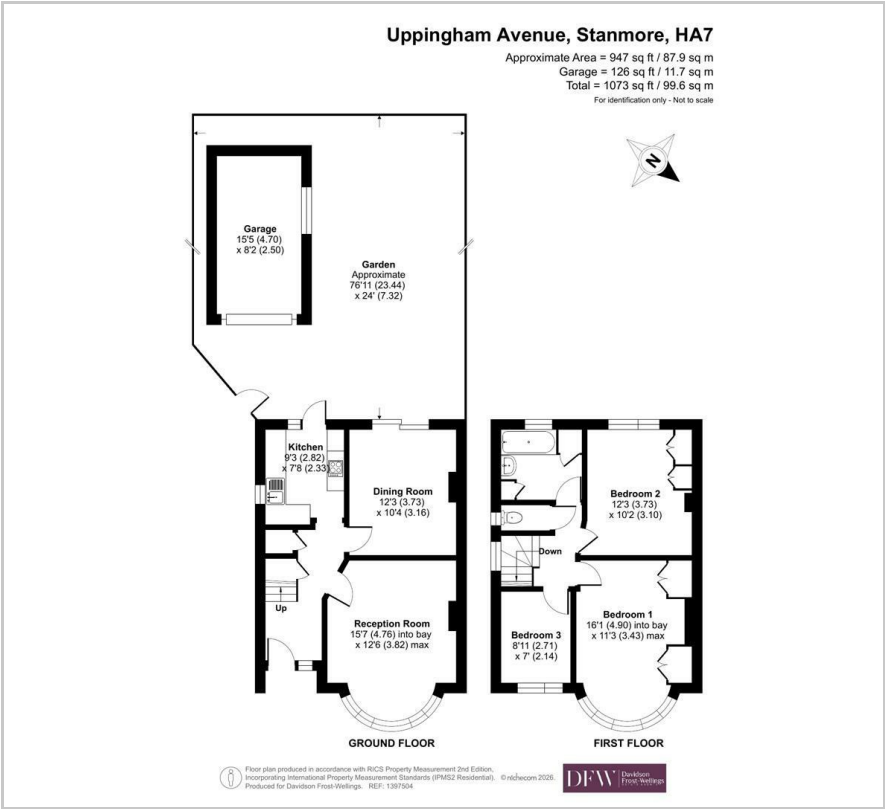 Uppingham Avenue, Stanmore, HA7
Approximate Area = 947 sq ft / 87.9 sq m
Garage = 126 sq ft / 11.7 sq m
Total = 1073 sq ft / 99.6 sq m
For identification only - Not to scale
N
Garage
15'5 (4.70)
x 8'2 (2.50)
Garden
Approximate
76'11 (23.44)
x 24' (7.32)
Kitchen
9'3 (2.82)
x 7'8 (2.33)
Dining Room
12'3 (3.73)
x 10'4 (3.16)
Up
Reception Room
15'7 (4.76) into bay
x 12'6 (3.82) max
GROUND FLOOR
Bedroom 2
12'3 (3.73)
x 10'2 (3.10)
Down
Bedroom 3
8'11 (2.71)
x 7' (2.14)
Bedroom 1
16'1 (4.90) into bay
x 11'3 (3.43) max
FIRST FLOOR
Floor plan produced in accordance with RICS Property Measurement 2nd Edition,
Incorporating International Property Measurement Standards (IPMS2 Residential). © nichecom 2026.
Produced for Davidson Frost-Wellings. REF: 1397504
DFW
Davidson
Frost-Wellings